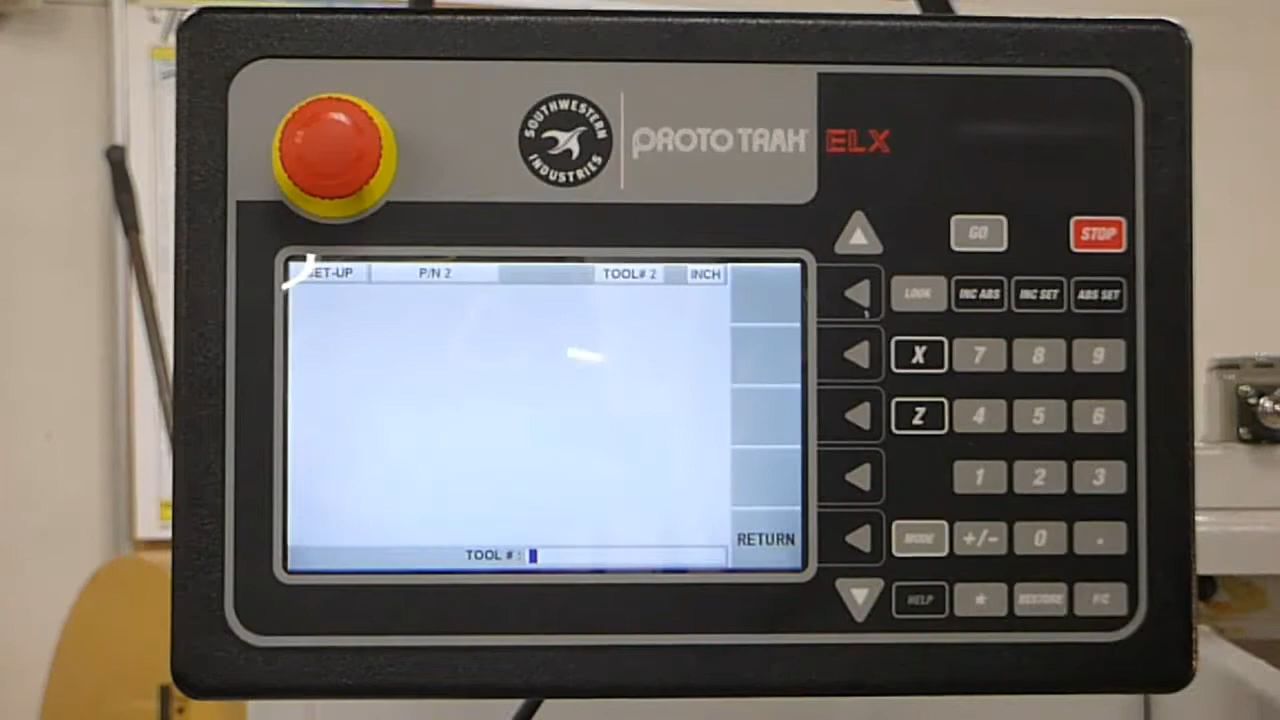 SOUTHWESTERN INDUSTRIES
PROTOTRAK ELX
GO STOP
SET-UP P/N 2 TOOL# 2 INCH
LOOK INC ABS INC SET ABS SET
X 7 8 9
Z 4 5 6
1 2 3
RETURN
MODE +/- 0 .
TOOL # :
HELP * RESTORE